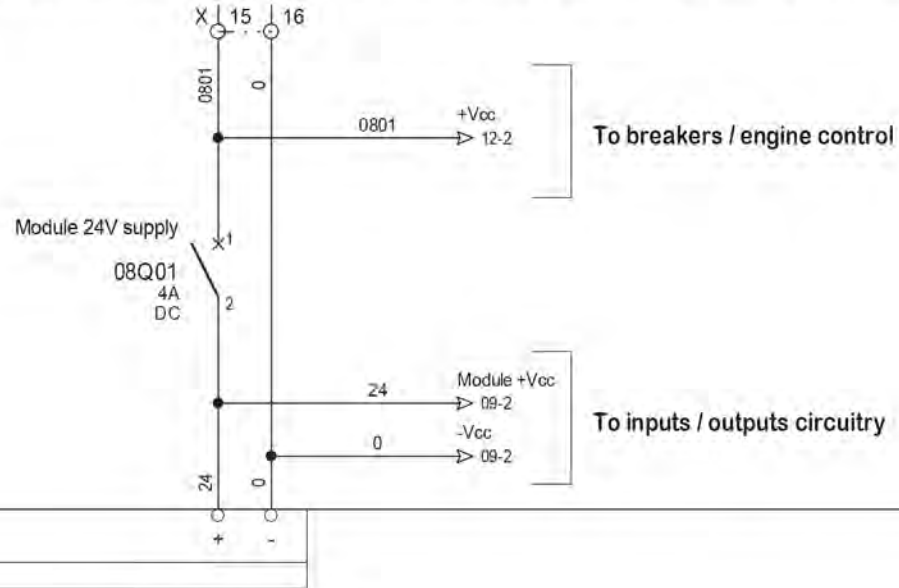 X 15 16
0801 0
+Vcc
0801 12-2
To breakers / engine control
Module 24V supply
1
08Q01
4A
2
DC
Module +Vcc
24 09-2
-Vcc
To inputs / outputs circuitry
0 09-2
24 0
+ -